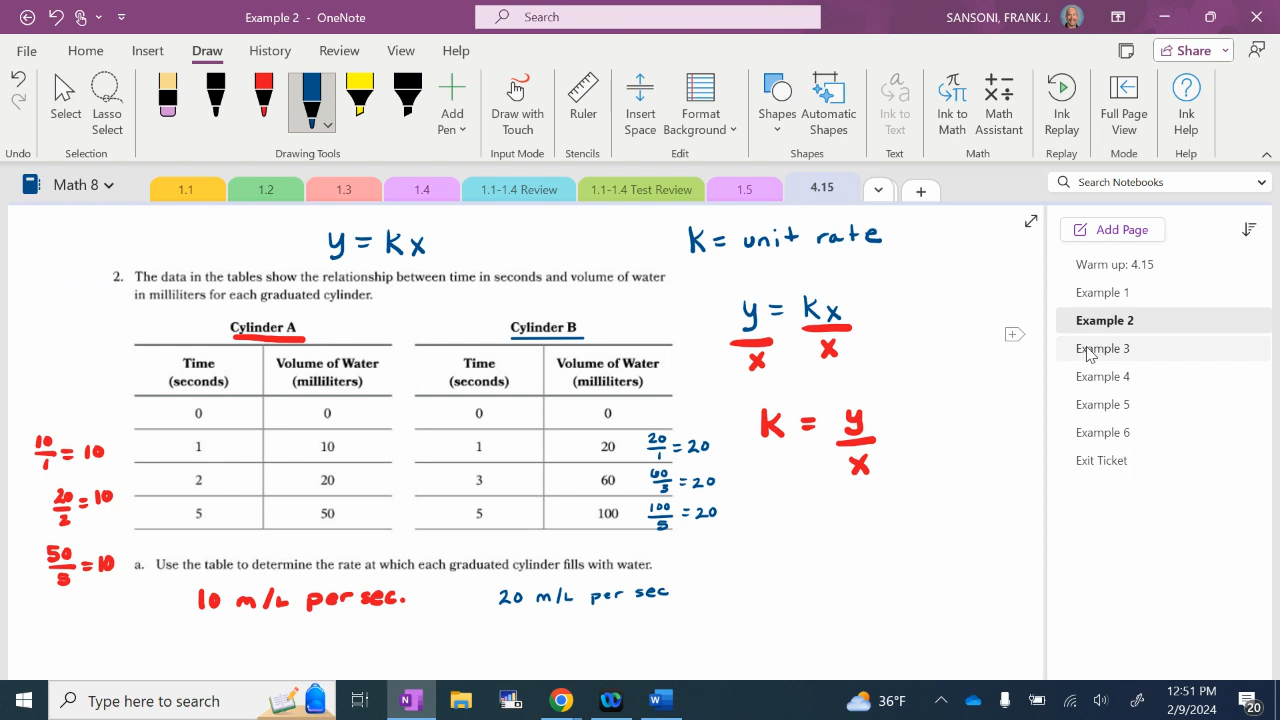 Example 2 - OneNote
Search
SANSONI, FRANK J.
File Home Insert Draw History Review View Help
Share
Select
Lasso Select
Add Pen
Draw with Touch
Ruler
Insert Space
Format Background
Shapes
Automatic Shapes
Ink to Text
Ink to Math
Math Assistant
Ink Replay
Full Page View
Ink Help
Undo Selection Drawing Tools Input Mode Stencils Edit Shapes Text Math Replay Mode Help
Math 8
1.1 1.2 1.3 1.4 1.1-1.4 Review 1.1-1.4 Test Review 1.5 4.15
Search Notebooks
y = kx
K = unit rate
2. The data in the tables show the relationship between time in seconds and volume of water
in milliliters for each graduated cylinder.
Cylinder A
Time (seconds) Volume of Water (milliliters)
0 0
1 10
2 20
5 50
10/1 = 10
20/2 = 10
50/5 = 10
Cylinder B
Time (seconds) Volume of Water (milliliters)
0 0
1 20
3 60
5 100
20/1 = 20
60/3 = 20
100/5 = 20
y = kx
x x
K = y/x
a. Use the table to determine the rate at which each graduated cylinder fills with water.
10 m/L per sec.
20 m/L per sec
Add Page
Warm up: 4.15
Example 1
Example 2
Example 3
Example 4
Example 5
Example 6
Exit Ticket
Type here to search
36°F
12:51 PM
2/9/2024
20